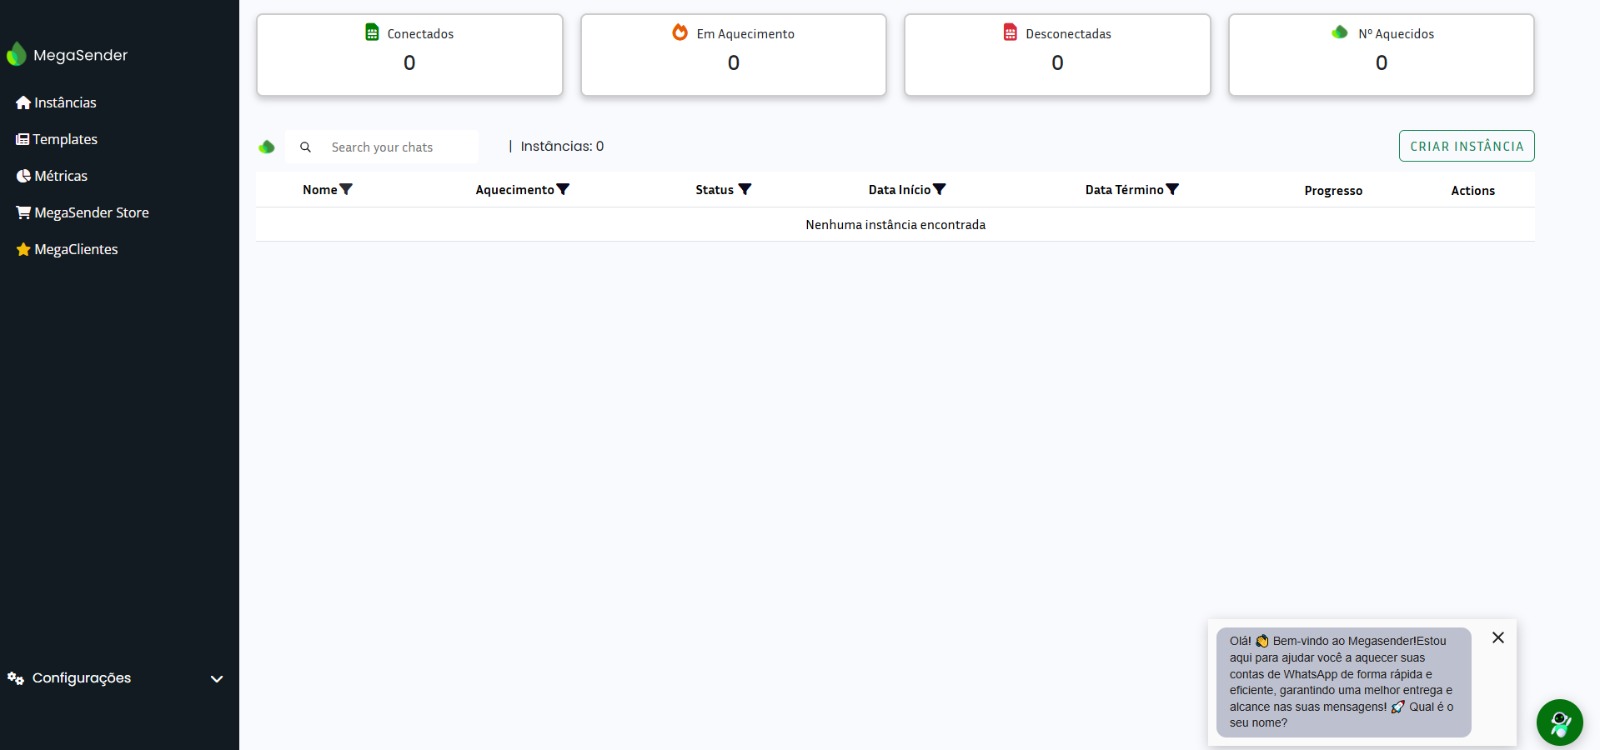 MegaSender
Instâncias
Templates
Métricas
MegaSender Store
MegaClientes
Configurações
Conectados
0
Em Aquecimento
0
Desconectadas
0
Nº Aquecidos
0
Search your chats
| Instâncias: 0
CRIAR INSTÂNCIA
Nome Aquecimento Status Data Início Data Término Progresso Actions
Nenhuma instância encontrada
Olá! 👋 Bem-vindo ao Megasender!Estou
aqui para ajudar você a aquecer suas
contas de WhatsApp de forma rápida e
eficiente, garantindo uma melhor entrega e
alcance nas suas mensagens! 🚀 Qual é o
seu nome?